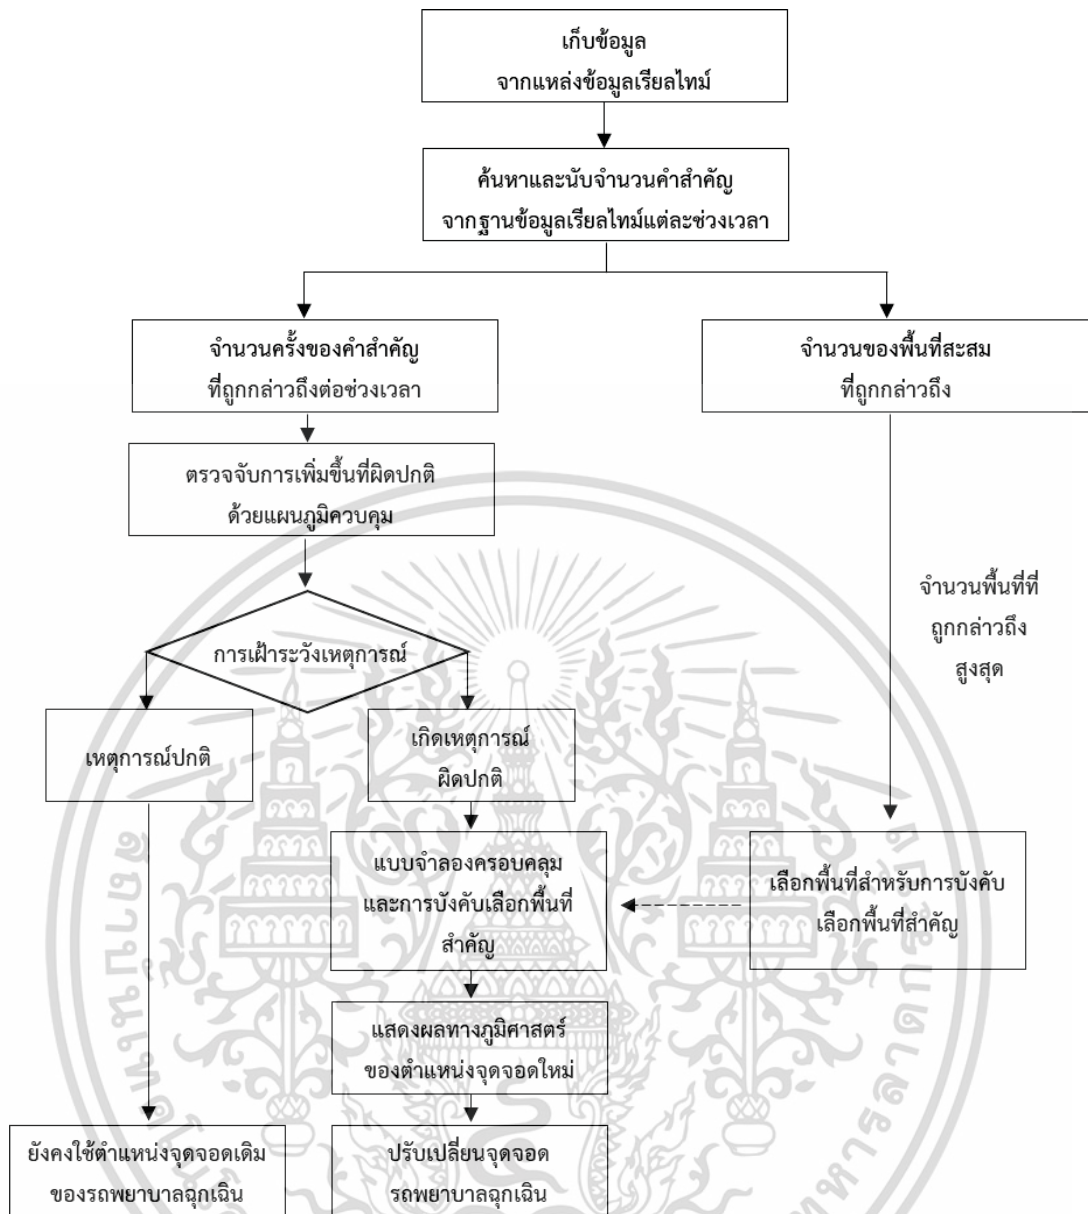 เก็บข้อมูล
จากแหล่งข้อมูลเรียลไทม์
ค้นหาและนับจำนวนคำสำคัญ
จากฐานข้อมูลเรียลไทม์แต่ละช่วงเวลา
จำนวนครั้งของคำสำคัญ
ที่ถูกกล่าวถึงต่อช่วงเวลา
จำนวนของพื้นที่สะสม
ที่ถูกกล่าวถึง
ตรวจจับการเพิ่มขึ้นที่ผิดปกติ
ด้วยแผนภูมิควบคุม
จำนวนพื้นที่ที่
ถูกกล่าวถึง
สูงสุด
การเฝ้าระวังเหตุการณ์
เหตุการณ์ปกติ
เกิดเหตุการณ์
ผิดปกติ
แบบจำลองครอบคลุม
และการบังคับเลือกพื้นที่
สำคัญ
เลือกพื้นที่สำหรับการบังคับ
เลือกพื้นที่สำคัญ
แสดงผลทางภูมิศาสตร์
ของตำแหน่งจุดจอดใหม่
ยังคงใช้ตำแหน่งจุดจอดเดิม
ของรถพยาบาลฉุกเฉิน
ปรับเปลี่ยนจุดจอด
รถพยาบาลฉุกเฉิน